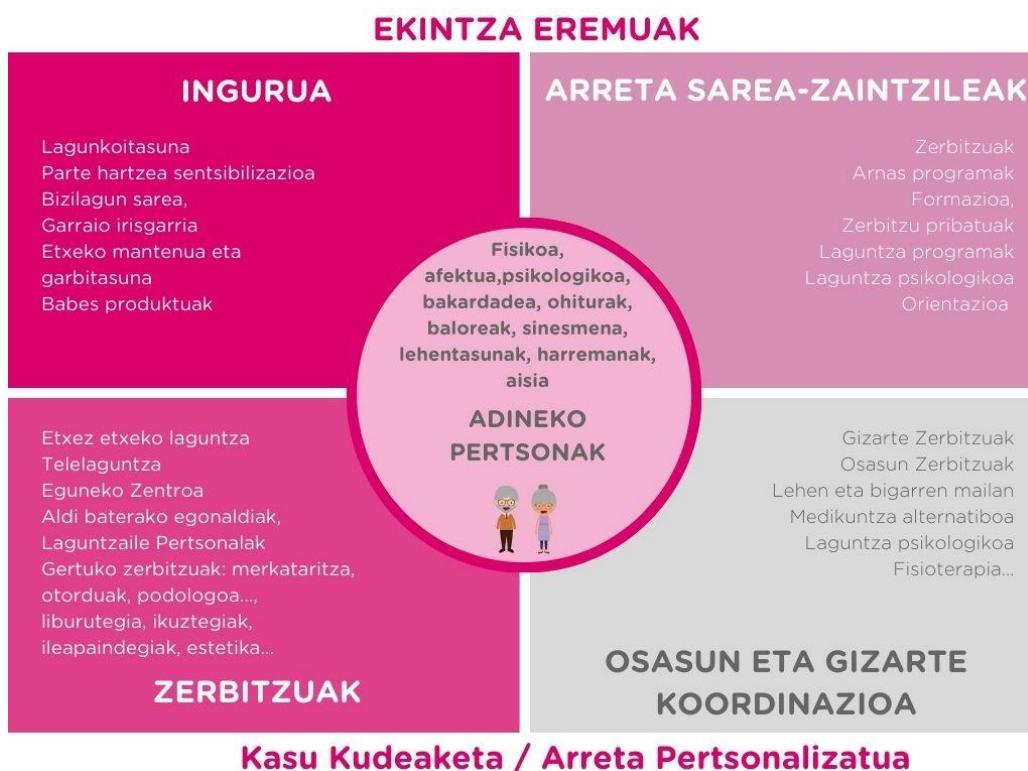 EKINTZA EREMUAK
INGURUA
Lagunkoitasuna
Parte hartzea sentsibilizazioa
Bizilagun sarea,
Garraio irisgarria
Etxeko mantenua eta
garbitasuna
Babes produktuak
ARRETA SAREA-ZAINTZILEAK
Zerbitzuak
Arnas programak
Formazioa,
Zerbitzu pribatuak
Laguntza programak
Laguntza psikologikoa
Orientazioa
Fisikoa,
afektua,psikologikoa,
bakardadea, ohiturak,
baloreak, sinesmena,
lehentasunak, harremanak,
aisia
ADINEKO
PERTSONAK
Etxez etxeko laguntza
Telelaguntza
Eguneko Zentroa
Aldi baterako egonaldiak,
Laguntzaile Pertsonalak
Gertuko zerbitzuak: merkataritza,
otorduak, podologoa...,
liburutegia, ikuztegiak,
ileapaindegiak, estetika...
ZERBITZUAK
Gizarte Zerbitzuak
Osasun Zerbitzuak
Lehen eta bigarren mailan
Medikuntza alternatiboa
Laguntza psikologikoa
Fisioterapia...
OSASUN ETA GIZARTE
KOORDINAZIOA
Kasu Kudeaketa / Arreta Pertsonalizatua